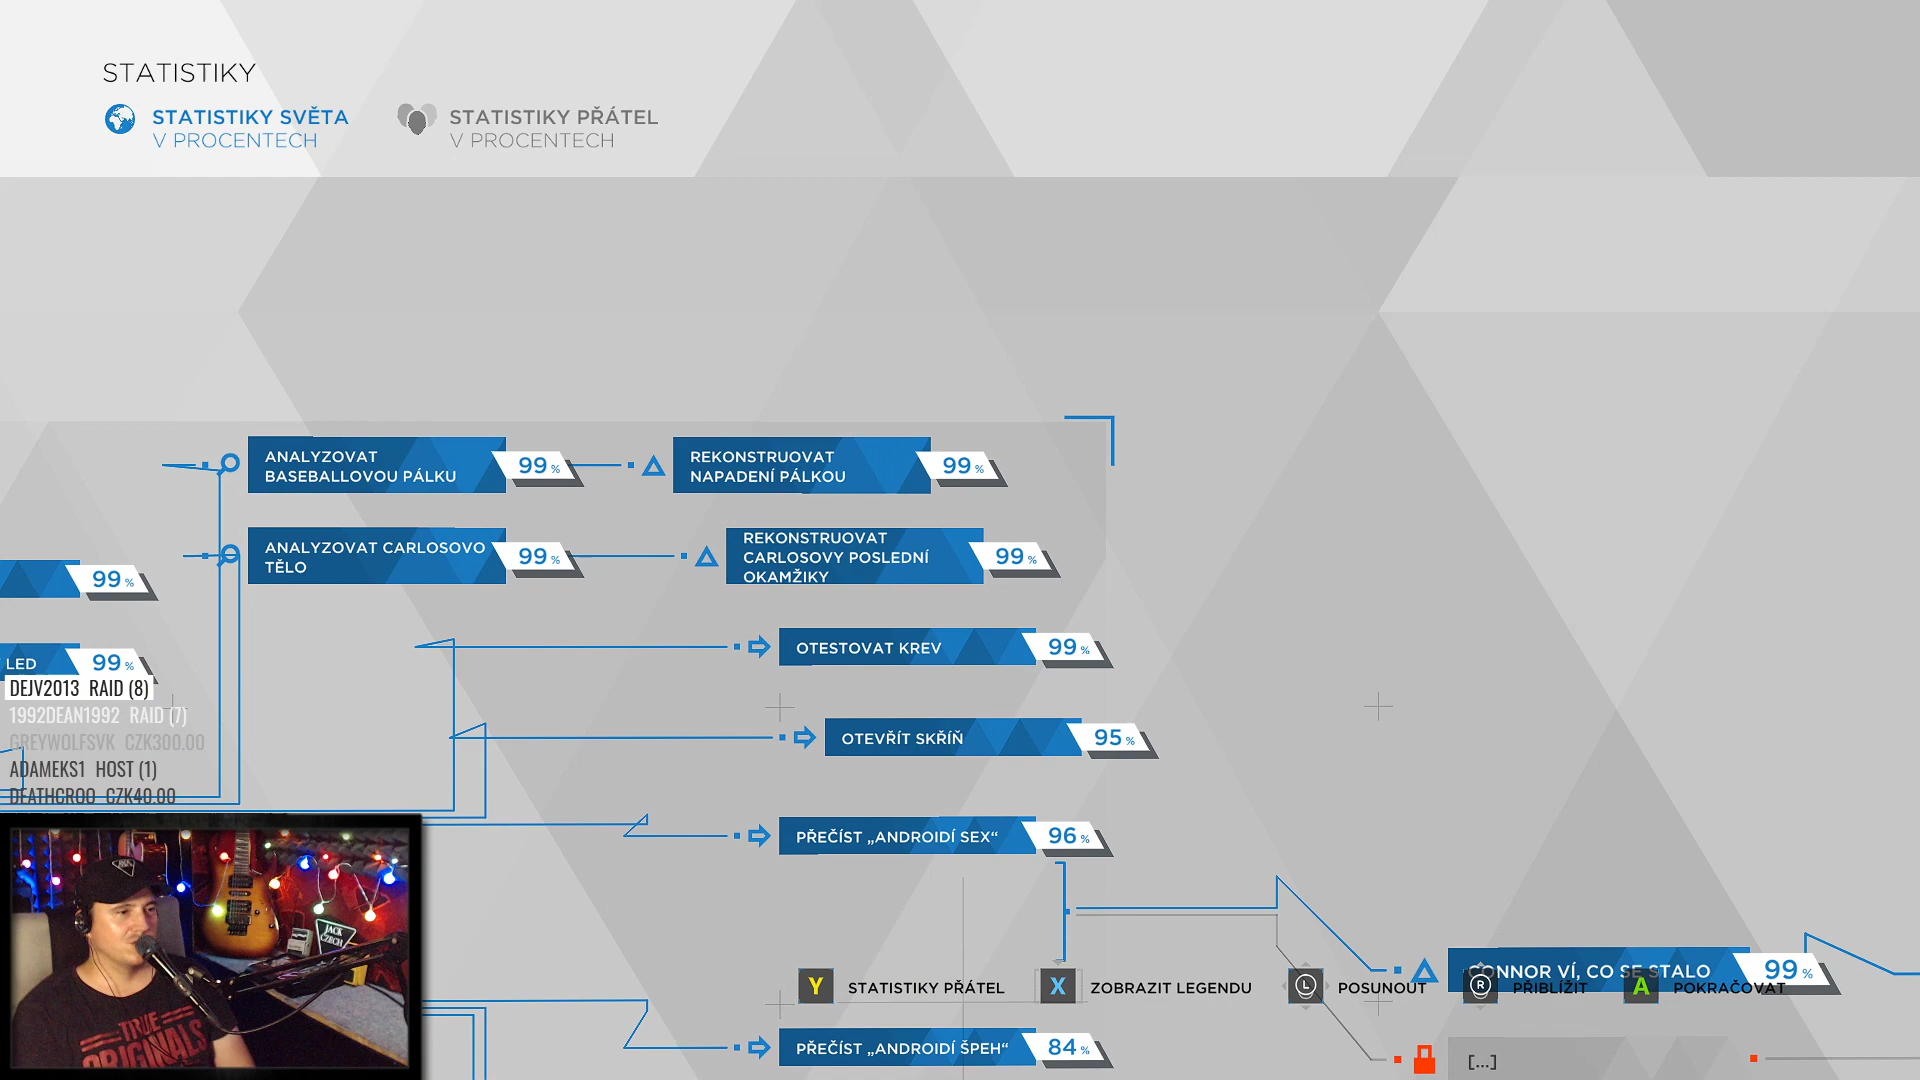 STATISTIKY
STATISTIKY SVĚTA
V PROCENTECH
STATISTIKY PŘÁTEL
V PROCENTECH
ANALYZOVAT
BASEBALLOVOU PÁLKU
99 %
REKONSTRUOVAT
NAPADENÍ PÁLKOU
99 %
ANALYZOVAT CARLOSOVO
TĚLO
99 %
REKONSTRUOVAT
CARLOSOVY POSLEDNÍ
OKAMŽIKY
99 %
99 %
OTESTOVAT KREV
99 %
LED
99 %
DEJV2013 RAID (8)
1992DEAN1992 RAID (7)
GREYWOLFSVK CZK300.00
ADAMEKS1 HOST (1)
DEATHCROO CZK40.00
OTEVŘÍT SKŘÍŇ
95 %
PŘEČÍST „ANDROIDÍ SEX“
96 %
CONNOR VÍ, CO SE STALO
99 %
Y STATISTIKY PŘÁTEL
X ZOBRAZIT LEGENDU
L POSUNOUT
R PŘIBLÍŽIT
A POKRAČOVAT
PŘEČÍST „ANDROIDÍ ŠPEH“
84 %
[...]
JACK
CZECH
TRUE
ORIGINALS